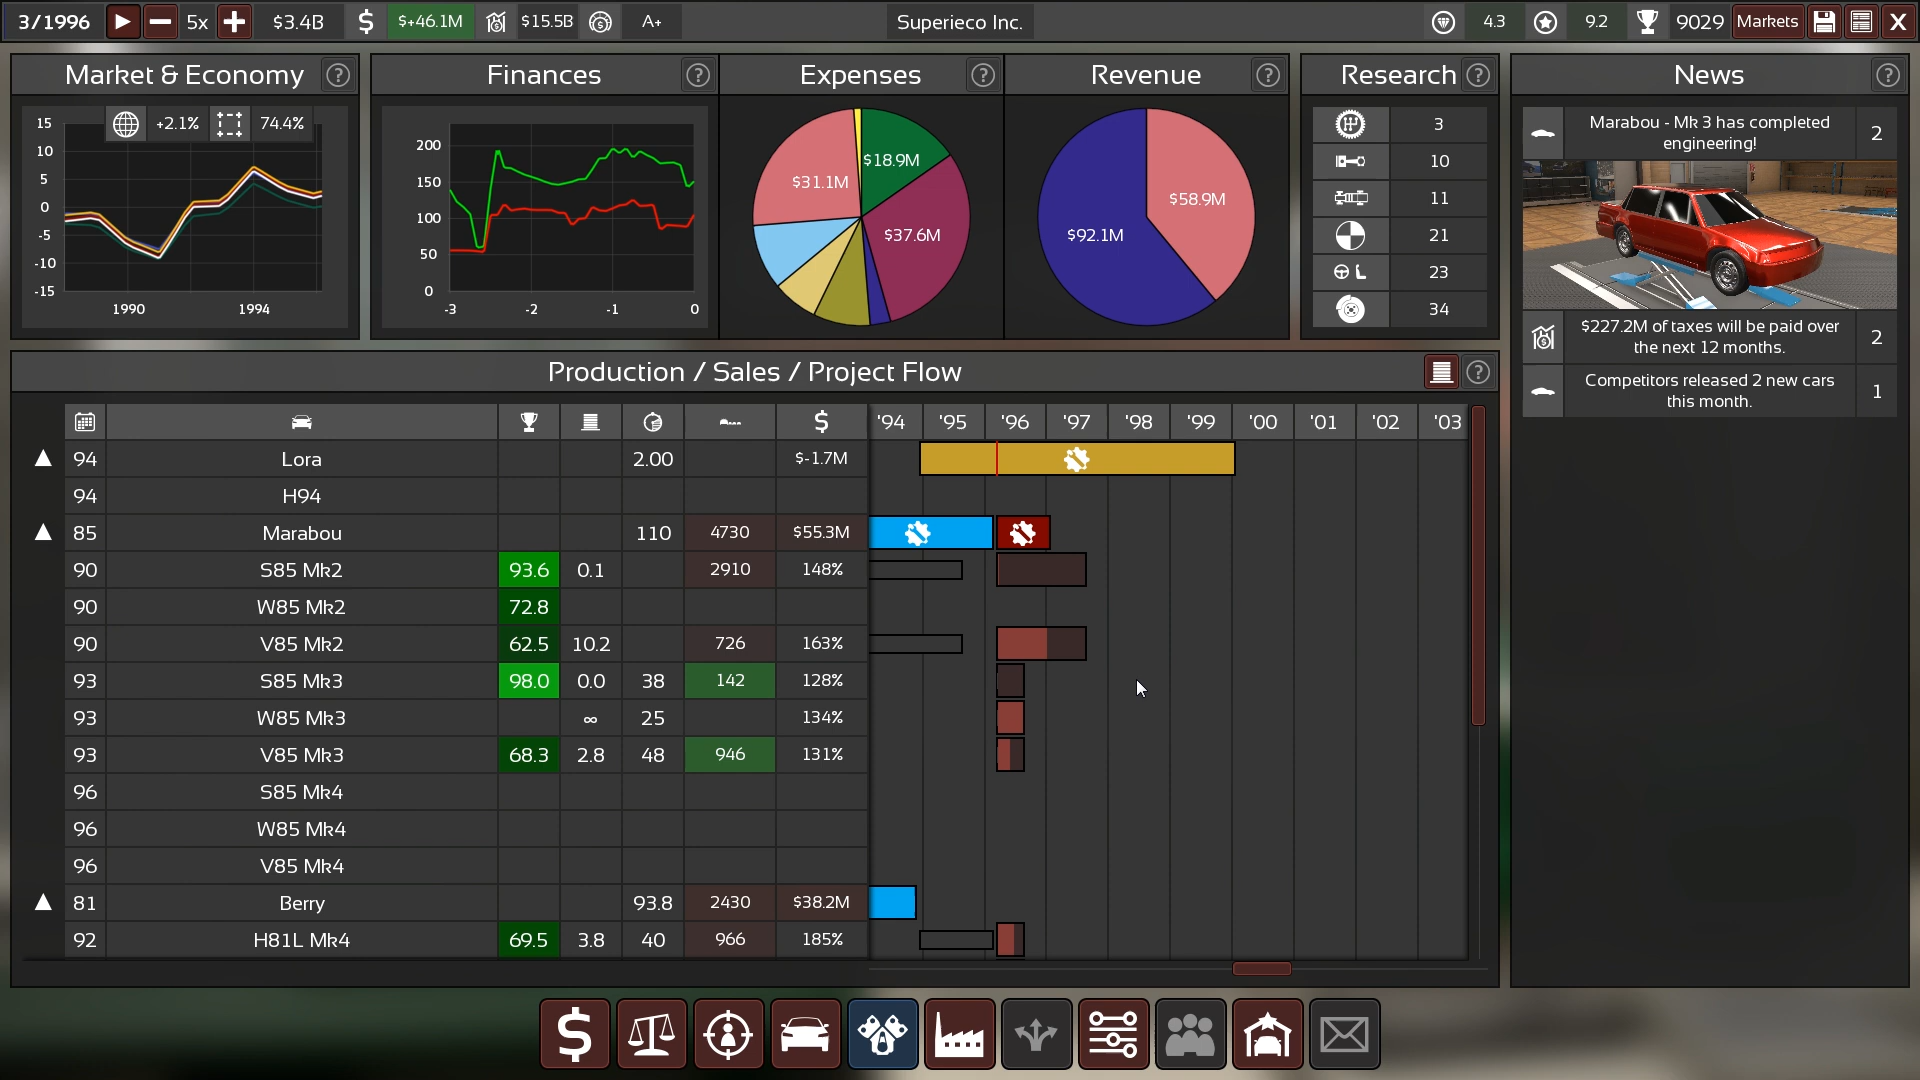 3/1996 5x $3.4B $+46.1M $15.5B A+ Superieco Inc. 4.3 9.2 9029 Markets X
Market & Economy ?
+2.1% 74.4%
15
10
5
0
-5
-10
-15
1990 1994
Finances ?
200
150
100
50
0
-3 -2 -1 0
Expenses ?
$18.9M
$31.1M
$37.6M
Revenue ?
$58.9M
$92.1M
Research ?
3
10
11
21
23
34
News ?
Marabou - Mk 3 has completed engineering! 2
$227.2M of taxes will be paid over the next 12 months. 2
Competitors released 2 new cars this month. 1
Production / Sales / Project Flow ?
$ '94 '95 '96 '97 '98 '99 '00 '01 '02 '03
94 Lora 2.00 $-1.7M
94 H94
85 Marabou 110 4730 $55.3M
90 S85 Mk2 93.6 0.1 2910 148%
90 W85 Mk2 72.8
90 V85 Mk2 62.5 10.2 726 163%
93 S85 Mk3 98.0 0.0 38 142 128%
93 W85 Mk3 ∞ 25 134%
93 V85 Mk3 68.3 2.8 48 946 131%
96 S85 Mk4
96 W85 Mk4
96 V85 Mk4
81 Berry 93.8 2430 $38.2M
92 H81L Mk4 69.5 3.8 40 966 185%